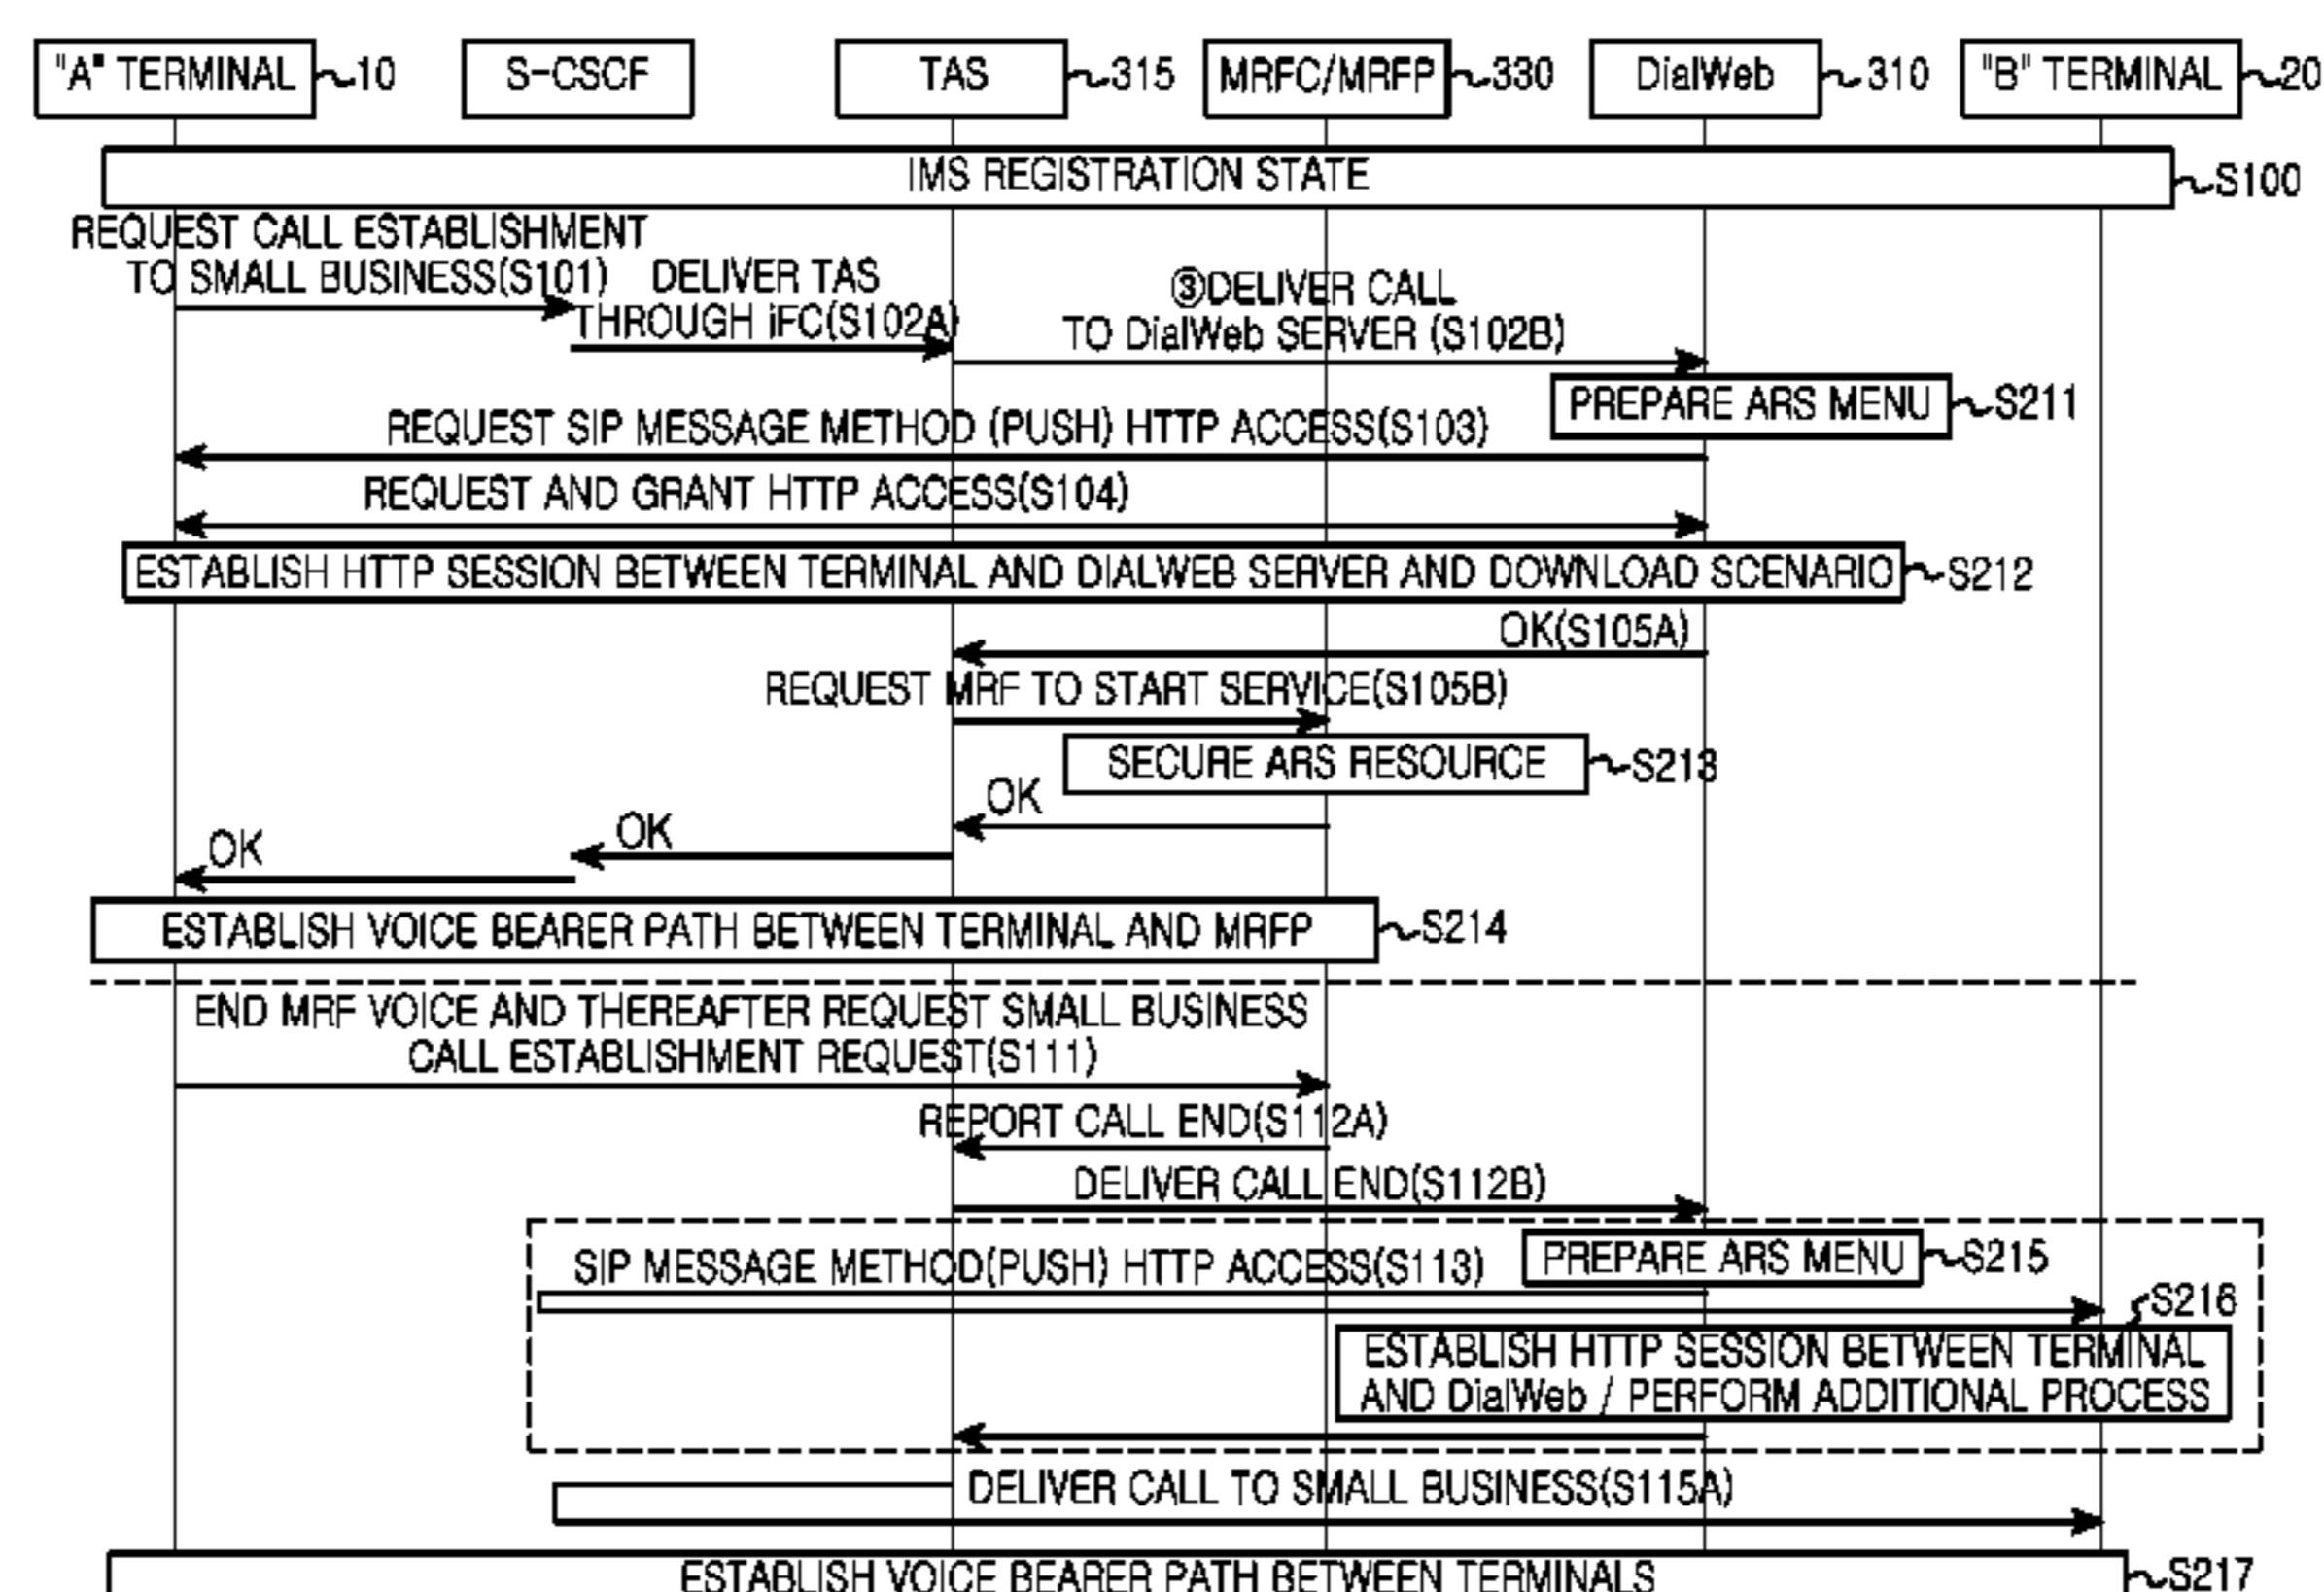 "A" TERMINAL 10 S-CSCF TAS 315 MRFC/MRFP 330 DialWeb 310 "B" TERMINAL 20
IMS REGISTRATION STATE S100
REQUEST CALL ESTABLISHMENT
TO SMALL BUSINESS(S101)
DELIVER TAS
THROUGH iFC(S102A)
③DELIVER CALL
TO DialWeb SERVER (S102B)
PREPARE ARS MENU S211
REQUEST SIP MESSAGE METHOD (PUSH) HTTP ACCESS(S103)
REQUEST AND GRANT HTTP ACCESS(S104)
ESTABLISH HTTP SESSION BETWEEN TERMINAL AND DIALWEB SERVER AND DOWNLOAD SCENARIO S212
OK(S105A)
REQUEST MRF TO START SERVICE(S105B)
SECURE ARS RESOURCE S213
OK
OK
OK
ESTABLISH VOICE BEARER PATH BETWEEN TERMINAL AND MRFP S214
END MRF VOICE AND THEREAFTER REQUEST SMALL BUSINESS
CALL ESTABLISHMENT REQUEST(S111)
REPORT CALL END(S112A)
DELIVER CALL END(S112B)
PREPARE ARS MENU S215
SIP MESSAGE METHOD(PUSH) HTTP ACCESS(S113)
S216
ESTABLISH HTTP SESSION BETWEEN TERMINAL
AND DialWeb / PERFORM ADDITIONAL PROCESS
DELIVER CALL TO SMALL BUSINESS(S115A)
ESTABLISH VOICE BEARER PATH BETWEEN TERMINALS S217